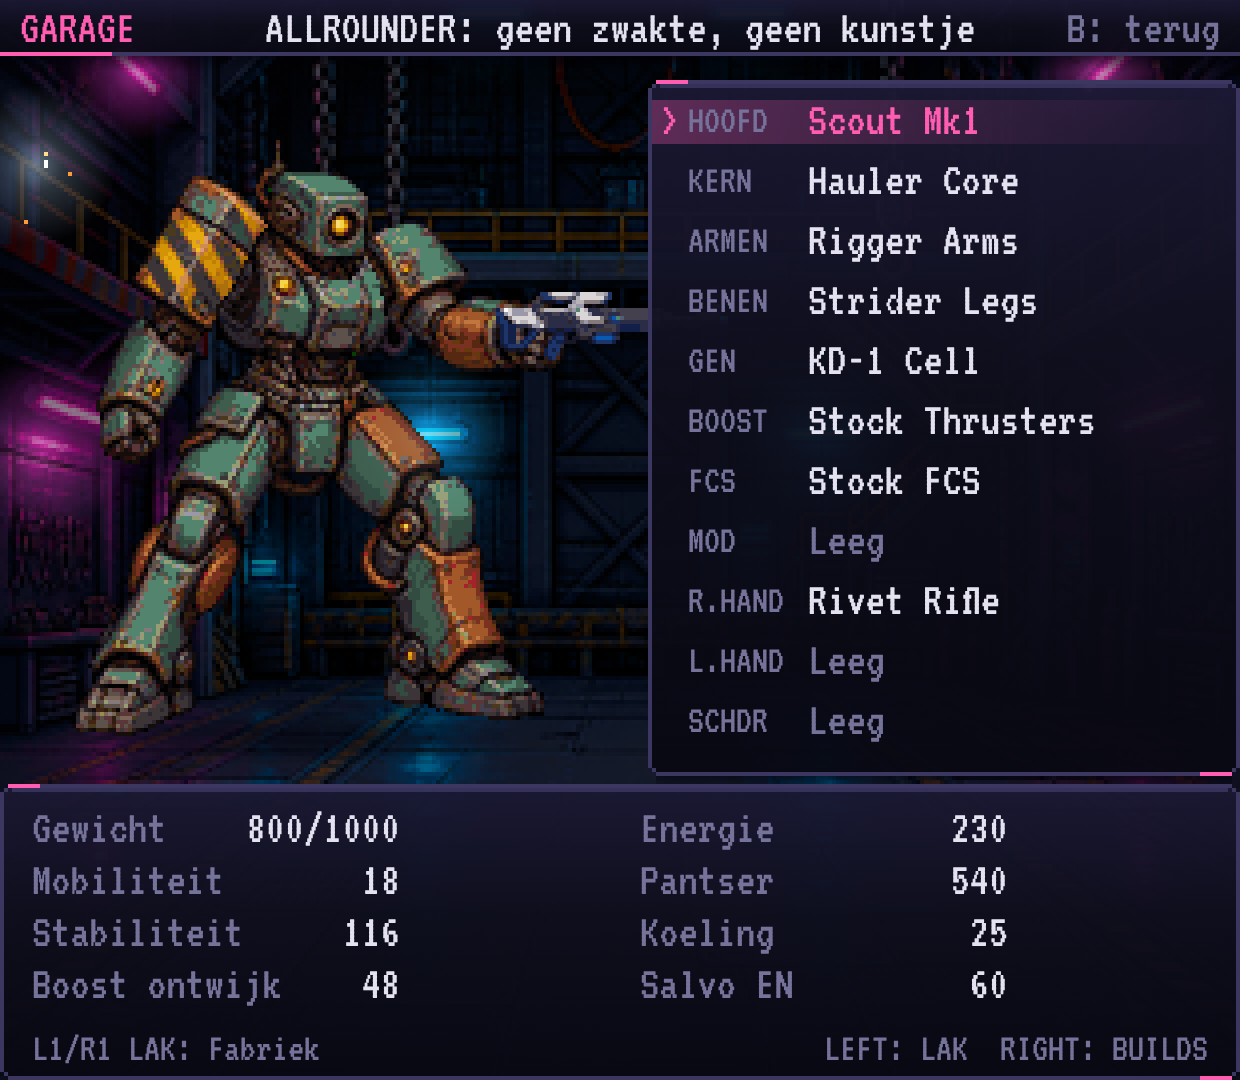 GARAGE ALLROUNDER: geen zwakte, geen kunstje B: terug
HOOFD Scout Mk1
KERN Hauler Core
ARMEN Rigger Arms
BENEN Strider Legs
GEN KD-1 Cell
BOOST Stock Thrusters
FCS Stock FCS
MOD Leeg
R.HAND Rivet Rifle
L.HAND Leeg
SCHDR Leeg
Gewicht 800/1000 Energie 230
Mobiliteit 18 Pantser 540
Stabiliteit 116 Koeling 25
Boost ontwijk 48 Salvo EN 60
L1/R1 LAK: Fabriek LEFT: LAK RIGHT: BUILDS